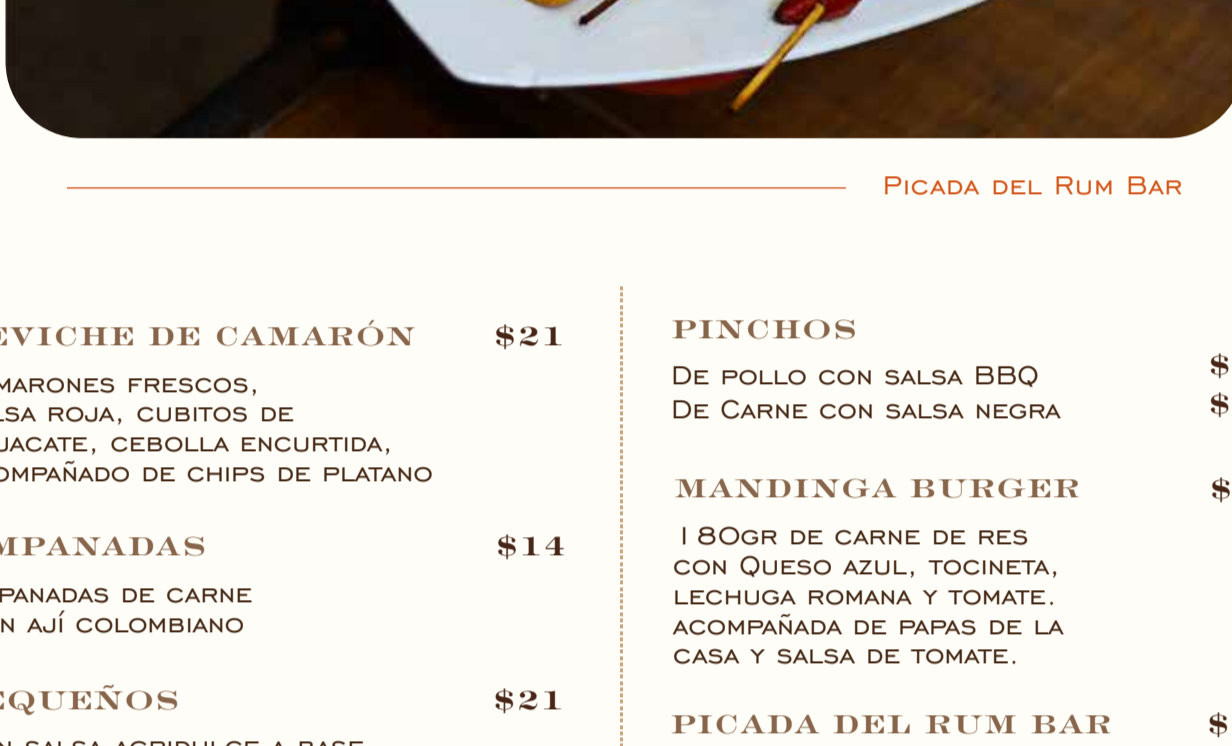 Picada del Rum Bar
EVICHE DE CAMARÓN $21
MARONES FRESCOS,
LSA ROJA, CUBITOS DE
UACATE, CEBOLLA ENCURTIDA,
OMPAÑADO DE CHIPS DE PLATANO
MPANADAS $14
PANADAS DE CARNE
N AJÍ COLOMBIANO
EQUEÑOS $21
N SALSA AGRIDULCE A BASE
PINCHOS
De pollo con salsa BBQ $
De Carne con salsa negra $
MANDINGA BURGER $
180gr de carne de res
con Queso azul, tocineta,
lechuga romana y tomate.
acompañada de papas de la
casa y salsa de tomate.
PICADA DEL RUM BAR $